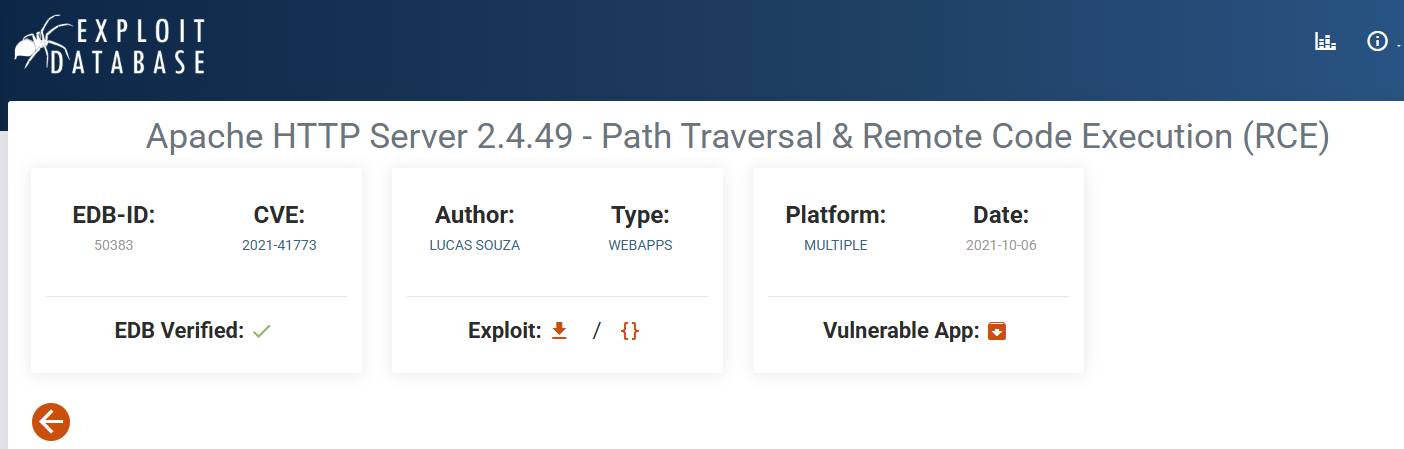 EXPLOIT
DATABASE
Apache HTTP Server 2.4.49 - Path Traversal & Remote Code Execution (RCE)
EDB-ID:
50383
CVE:
2021-41773
EDB Verified:
Author:
LUCAS SOUZA
Type:
WEBAPPS
Exploit: / {}
Platform:
MULTIPLE
Date:
2021-10-06
Vulnerable App: